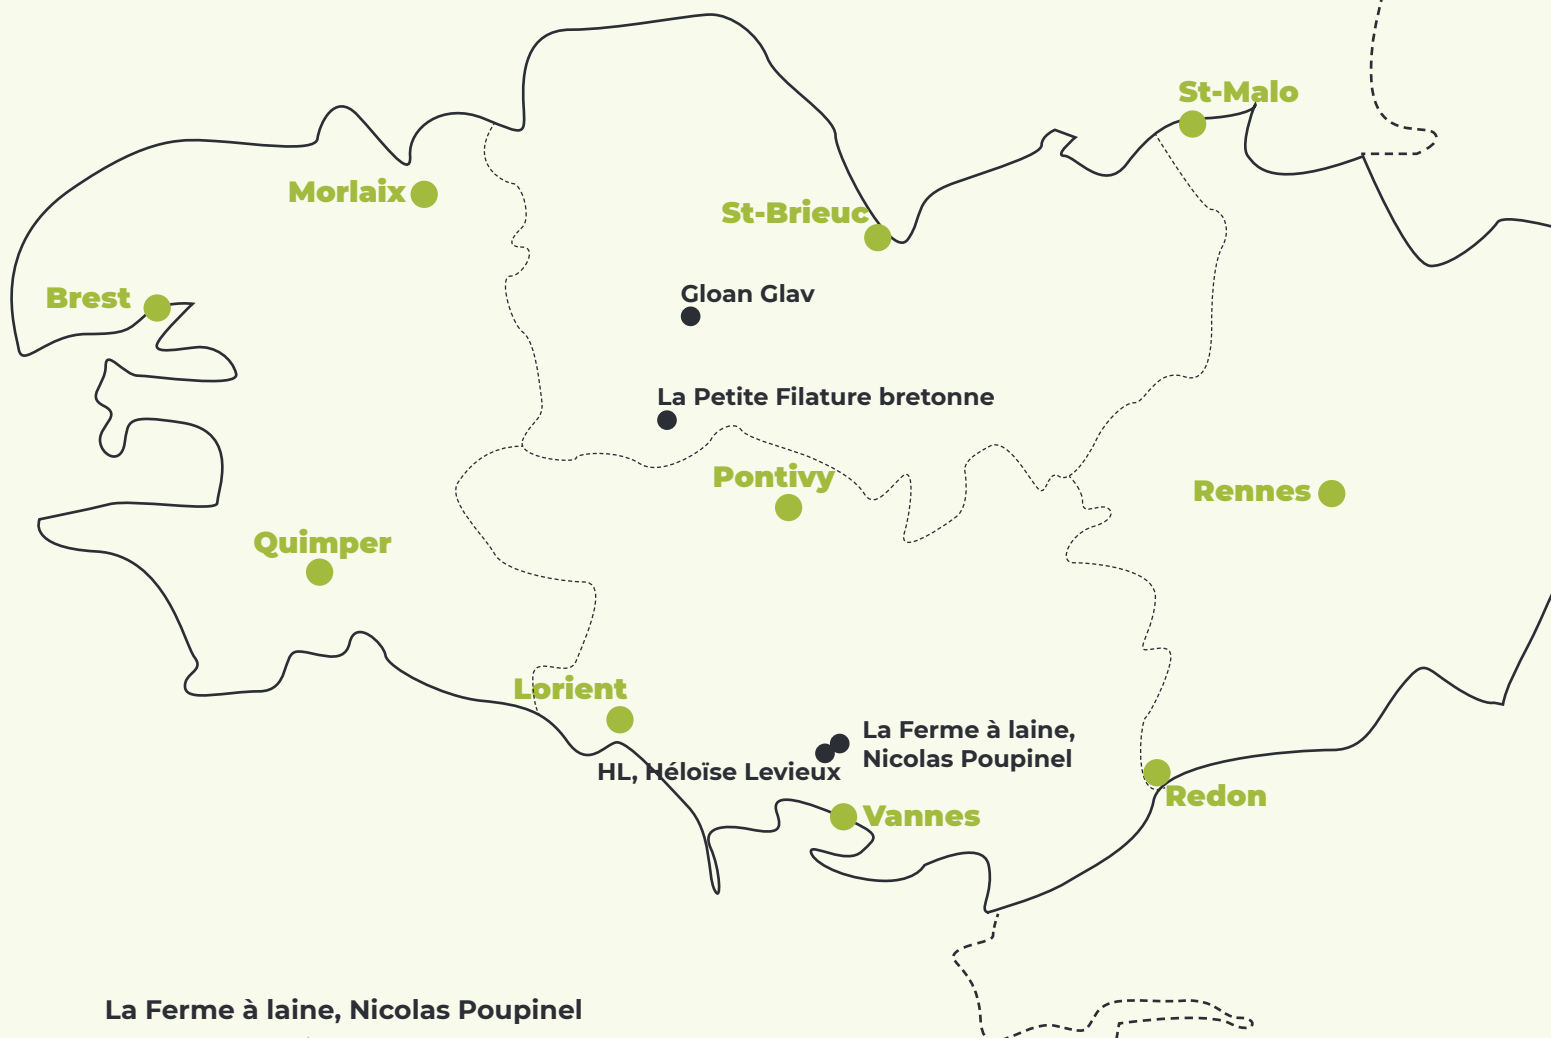 St-Malo
Morlaix
St-Brieuc
Brest
Gloan Glav
La Petite Filature bretonne
Pontivy
Rennes
Quimper
Lorient
La Ferme à laine,
Nicolas Poupinel
HL, Héloïse Levieux
Redon
Vannes
La Ferme à laine, Nicolas Poupinel